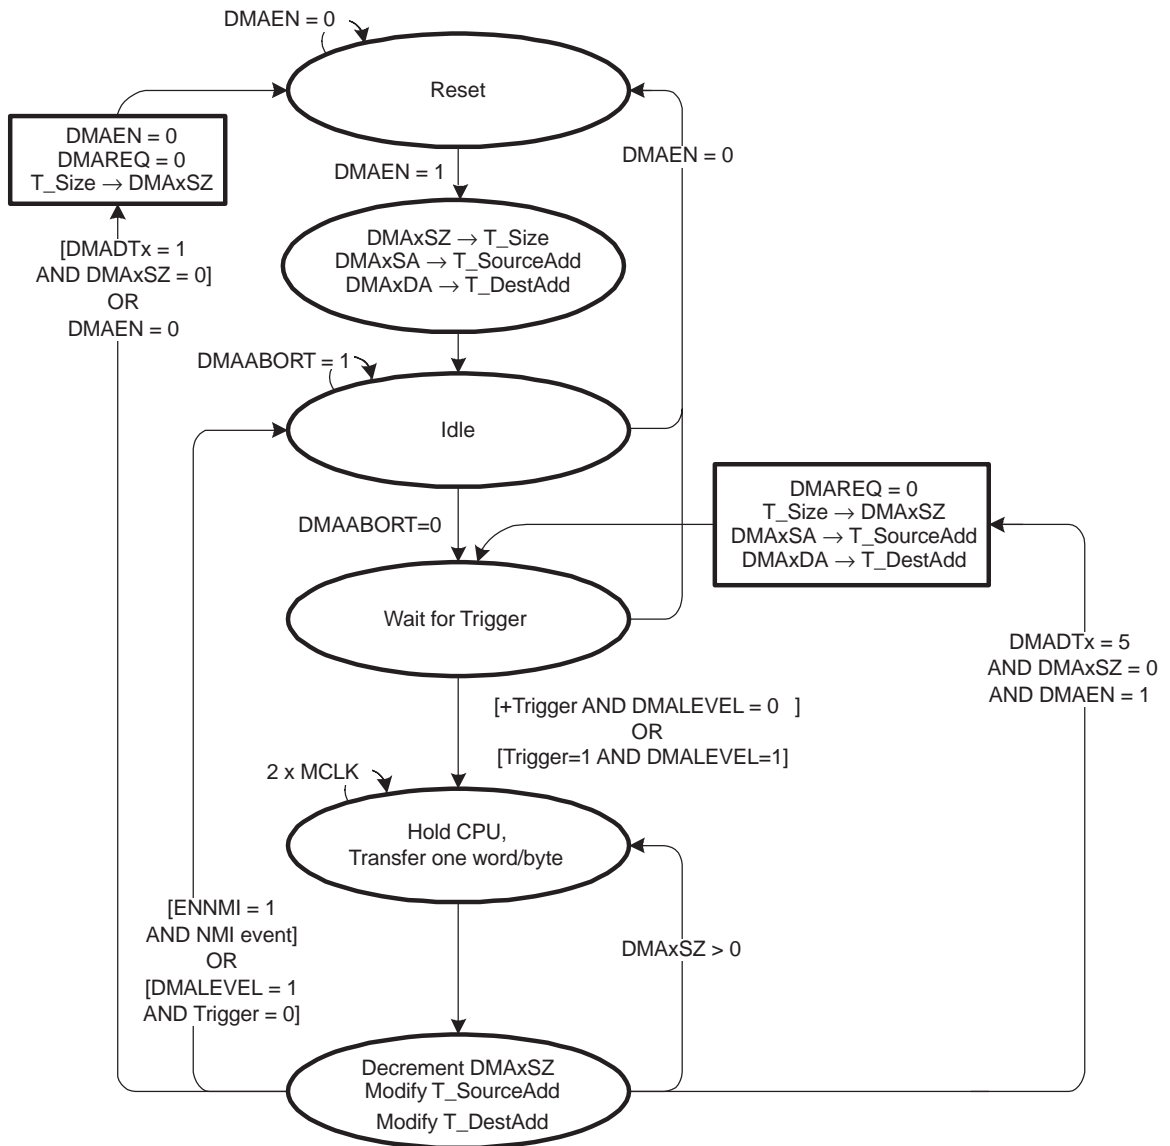 DMAEN = 0
Reset
DMAEN = 0
DMAREQ = 0
T_Size → DMAxSZ
DMAEN = 0
DMAEN = 1
[DMADTx = 1
AND DMAxSZ = 0]
OR
DMAEN = 0
DMAxSZ → T_Size
DMAxSA → T_SourceAdd
DMAxDA → T_DestAdd
DMAABORT = 1
Idle
DMAABORT=0
DMAREQ = 0
T_Size → DMAxSZ
DMAxSA → T_SourceAdd
DMAxDA → T_DestAdd
Wait for Trigger
DMADTx = 5
AND DMAxSZ = 0
AND DMAEN = 1
[+Trigger AND DMALEVEL = 0 ]
OR
[Trigger=1 AND DMALEVEL=1]
2 x MCLK
Hold CPU,
Transfer one word/byte
[ENNMI = 1
AND NMI event]
OR
[DMALEVEL = 1
AND Trigger = 0]
DMAxSZ > 0
Decrement DMAxSZ
Modify T_SourceAdd
Modify T_DestAdd